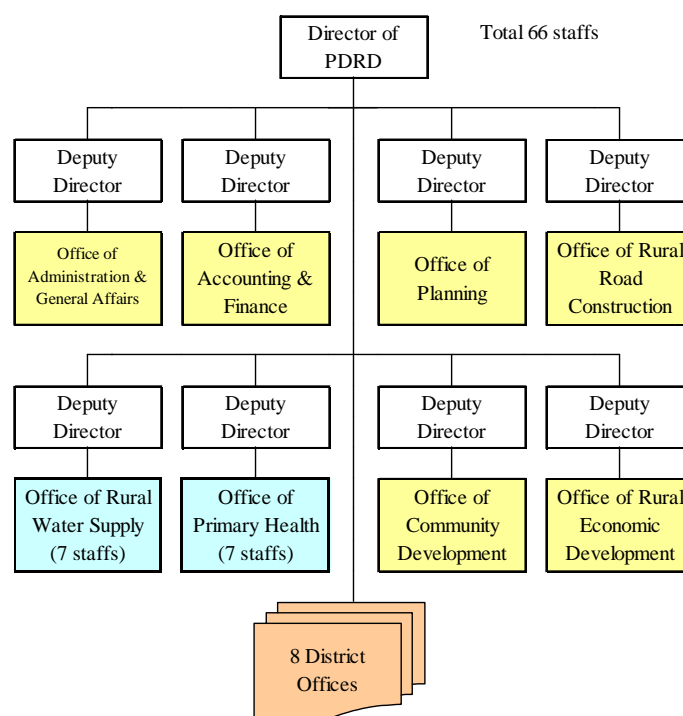 Director of
PDRD
Total 66 staffs
Deputy
Director
Deputy
Director
Deputy
Director
Deputy
Director
Office of
Administration &
General Affairs
Office of
Accounting &
Finance
Office of
Planning
Office of Rural
Road
Construction
Deputy
Director
Deputy
Director
Deputy
Director
Deputy
Director
Office of Rural
Water Supply
(7 staffs)
Office of
Primary Health
(7 staffs)
Office of
Community
Development
Office of Rural
Economic
Development
8 District
Offices